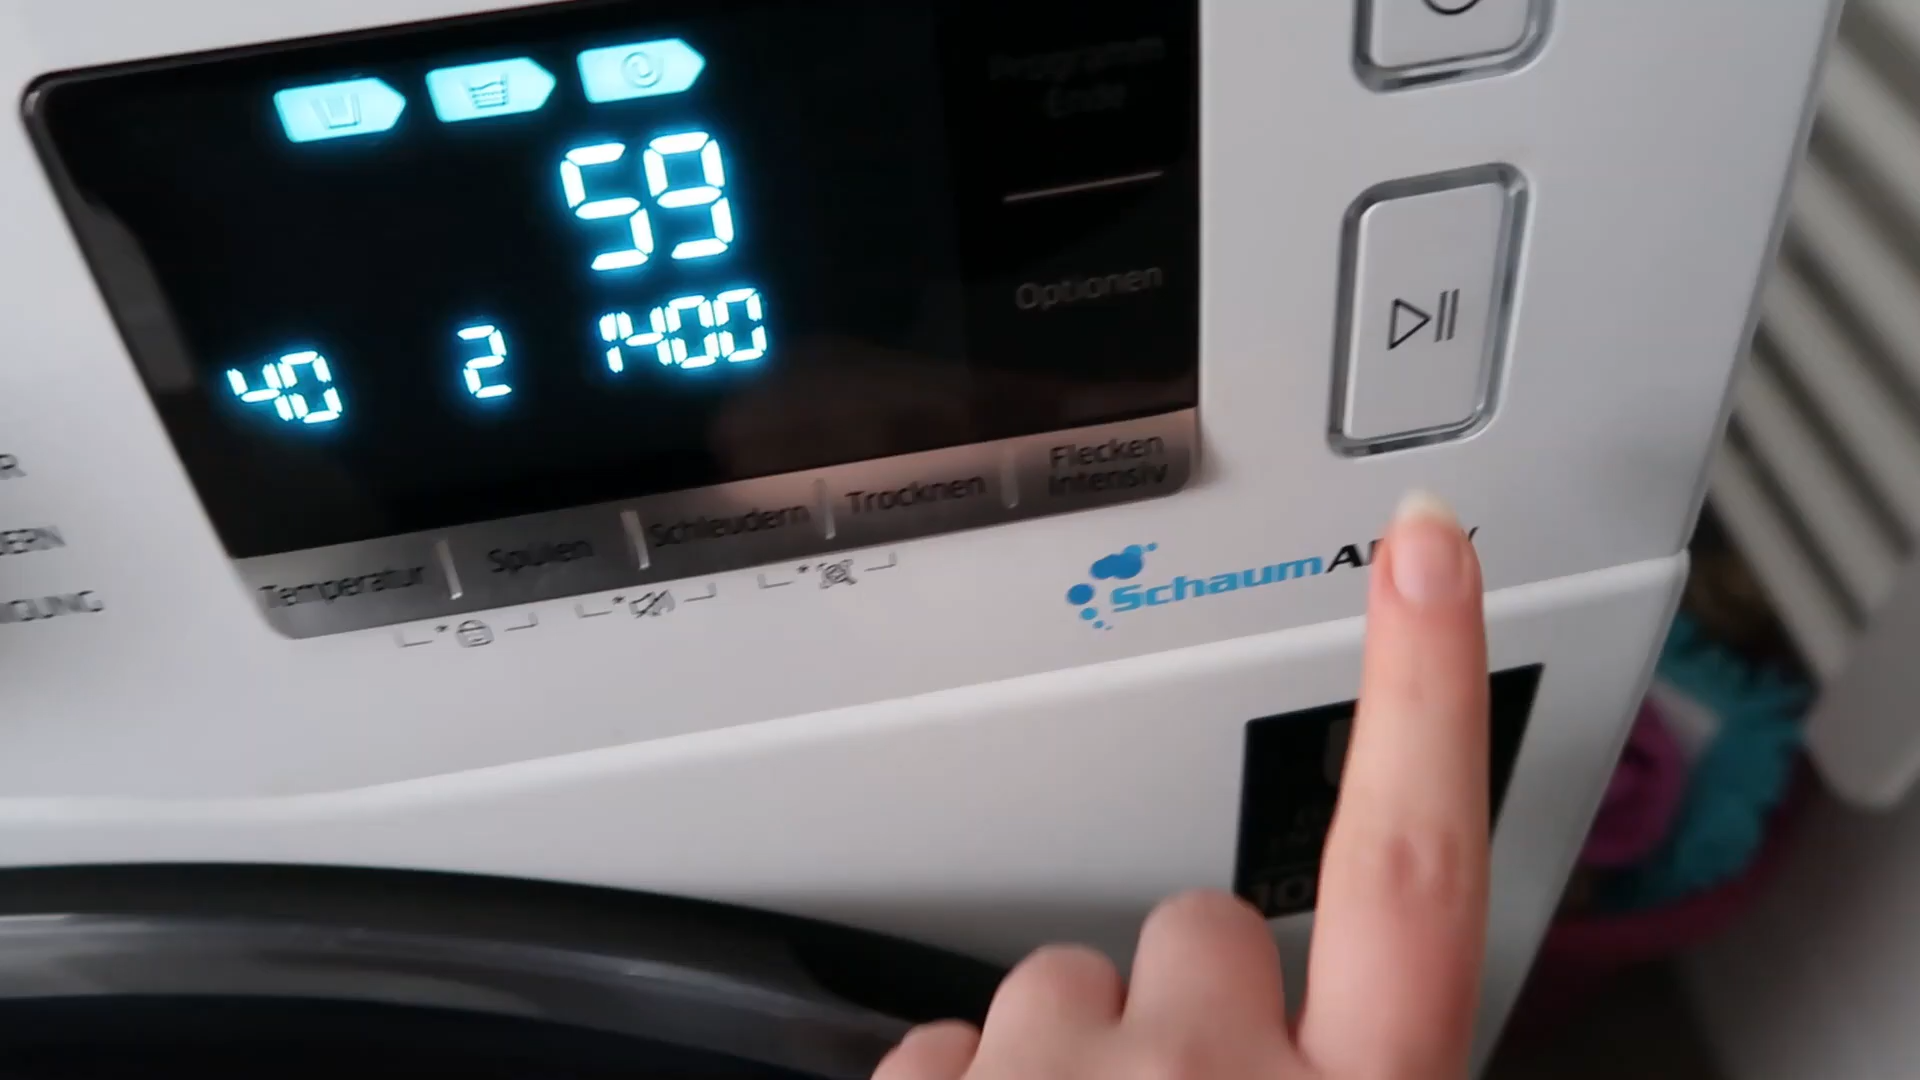 59
40 2 1400
Programm
Ende
Optionen
Temperatur
Spülen
Schleudern
Trocknen
Flecken
Intensiv
Schaum